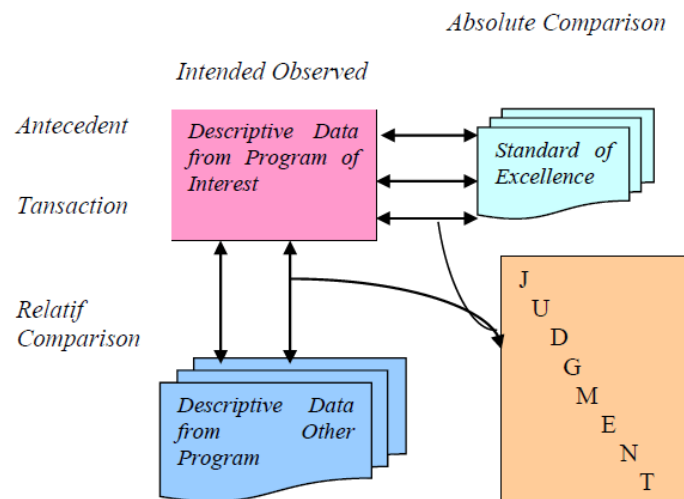 Absolute Comparison
Intended Observed
Antecedent
Descriptive Data
from Program of
Interest
Standard of
Excellence
Tansaction
Relatif
Comparison
J
U
D
G
M
E
N
T
Descriptive Data
from Other
Program